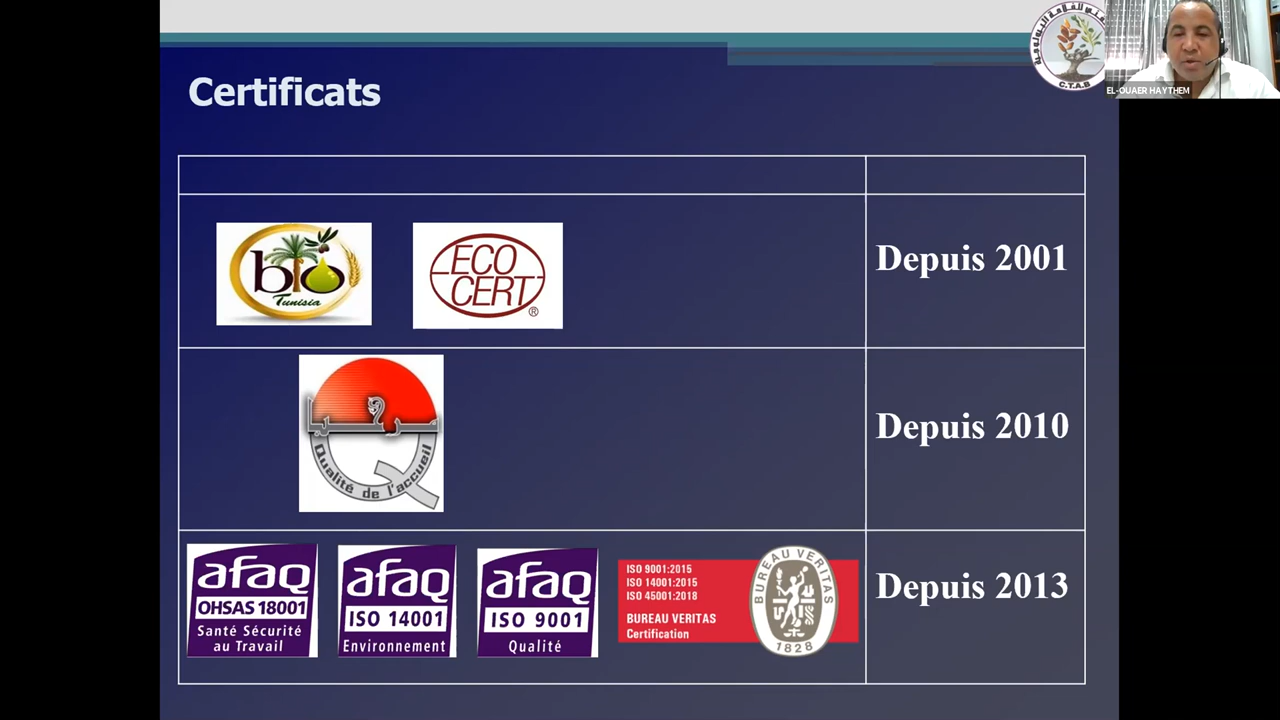 C.T.A.B
EL-OUAER HAYTHEM
Certificats
bio
Tunisia
ECO
CERT
®
Depuis 2001
مرحبا
Qualité de l'accueil
Depuis 2010
afaq
OHSAS 18001
Santé Sécurité
au Travail
afaq
ISO 14001
Environnement
afaq
ISO 9001
Qualité
ISO 9001:2015
ISO 14001:2015
ISO 45001:2018
BUREAU VERITAS
Certification
BUREAU VERITAS
1828
Depuis 2013